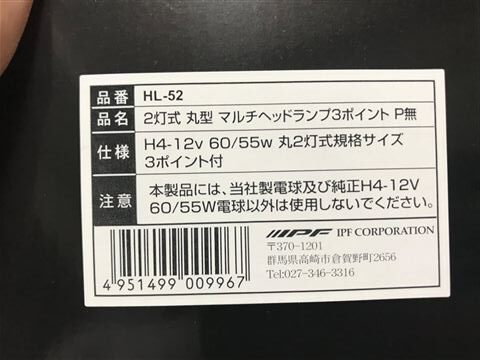 品番 HL-52
品名 2灯式 丸型 マルチヘッドランプ3ポイント P無
仕様 H4-12v 60/55w 丸2灯式規格サイズ
3ポイント付
注意 本製品には、当社製電球及び純正H4-12V
60/55W電球以外は使用しないでください。
IPF IPF CORPORATION
〒370-1201
群馬県高崎市倉賀野町2656
Tel:027-346-3316
4 951499 009967